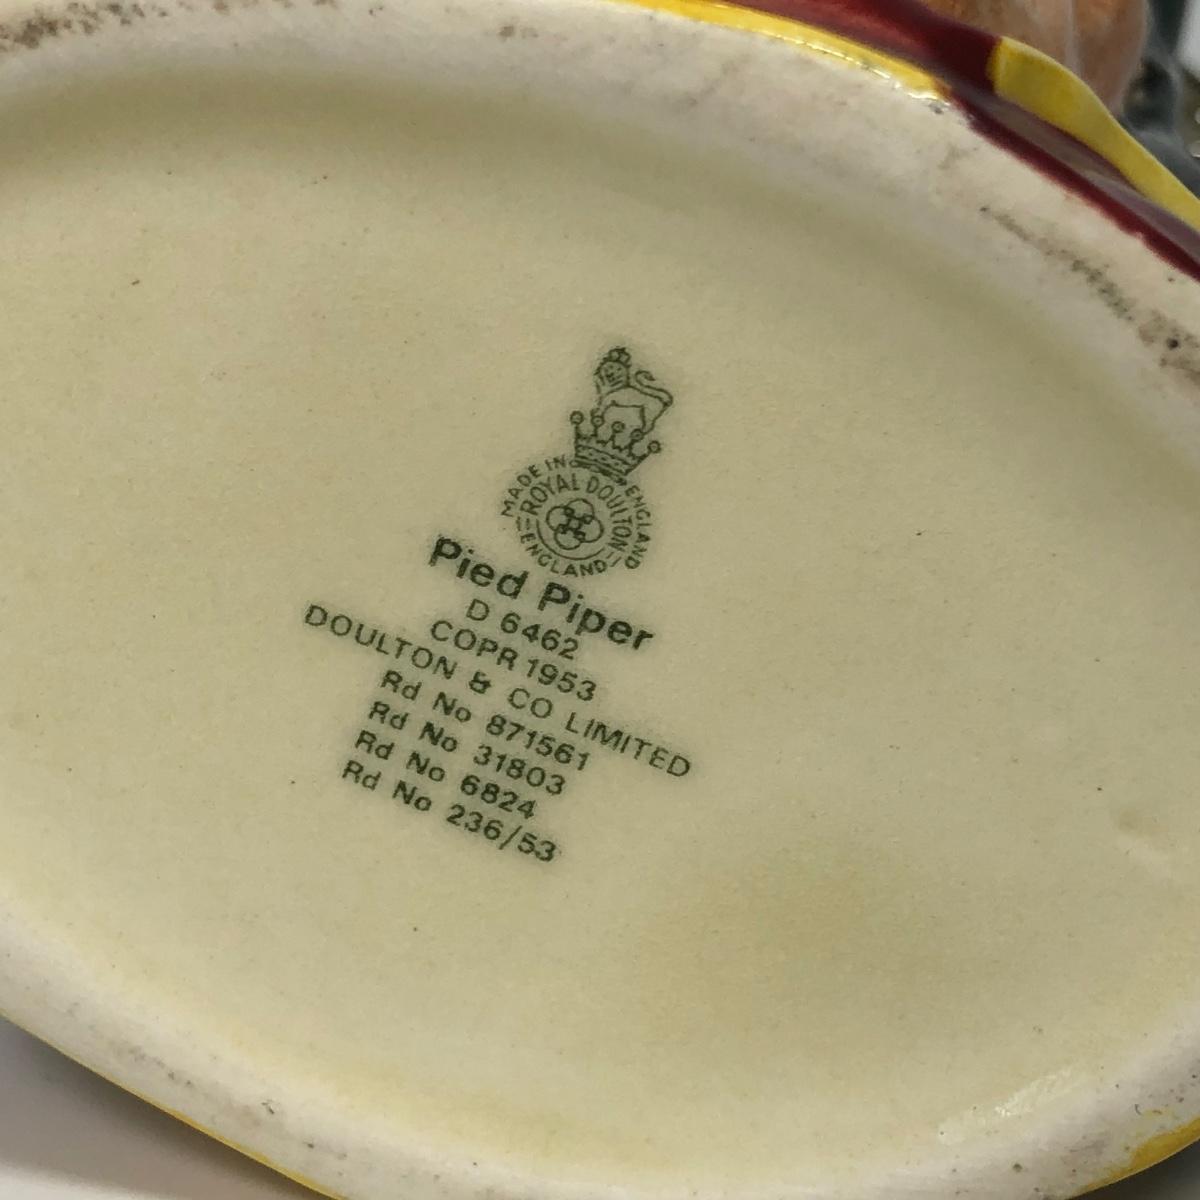 MADE IN ENGLAND
ROYAL DOULTON
ENGLAND
Pied Piper
D 6462
COPR 1953
DOULTON & CO LIMITED
Rd No 871561
Rd No 31803
Rd No 6824
Rd No 236/53